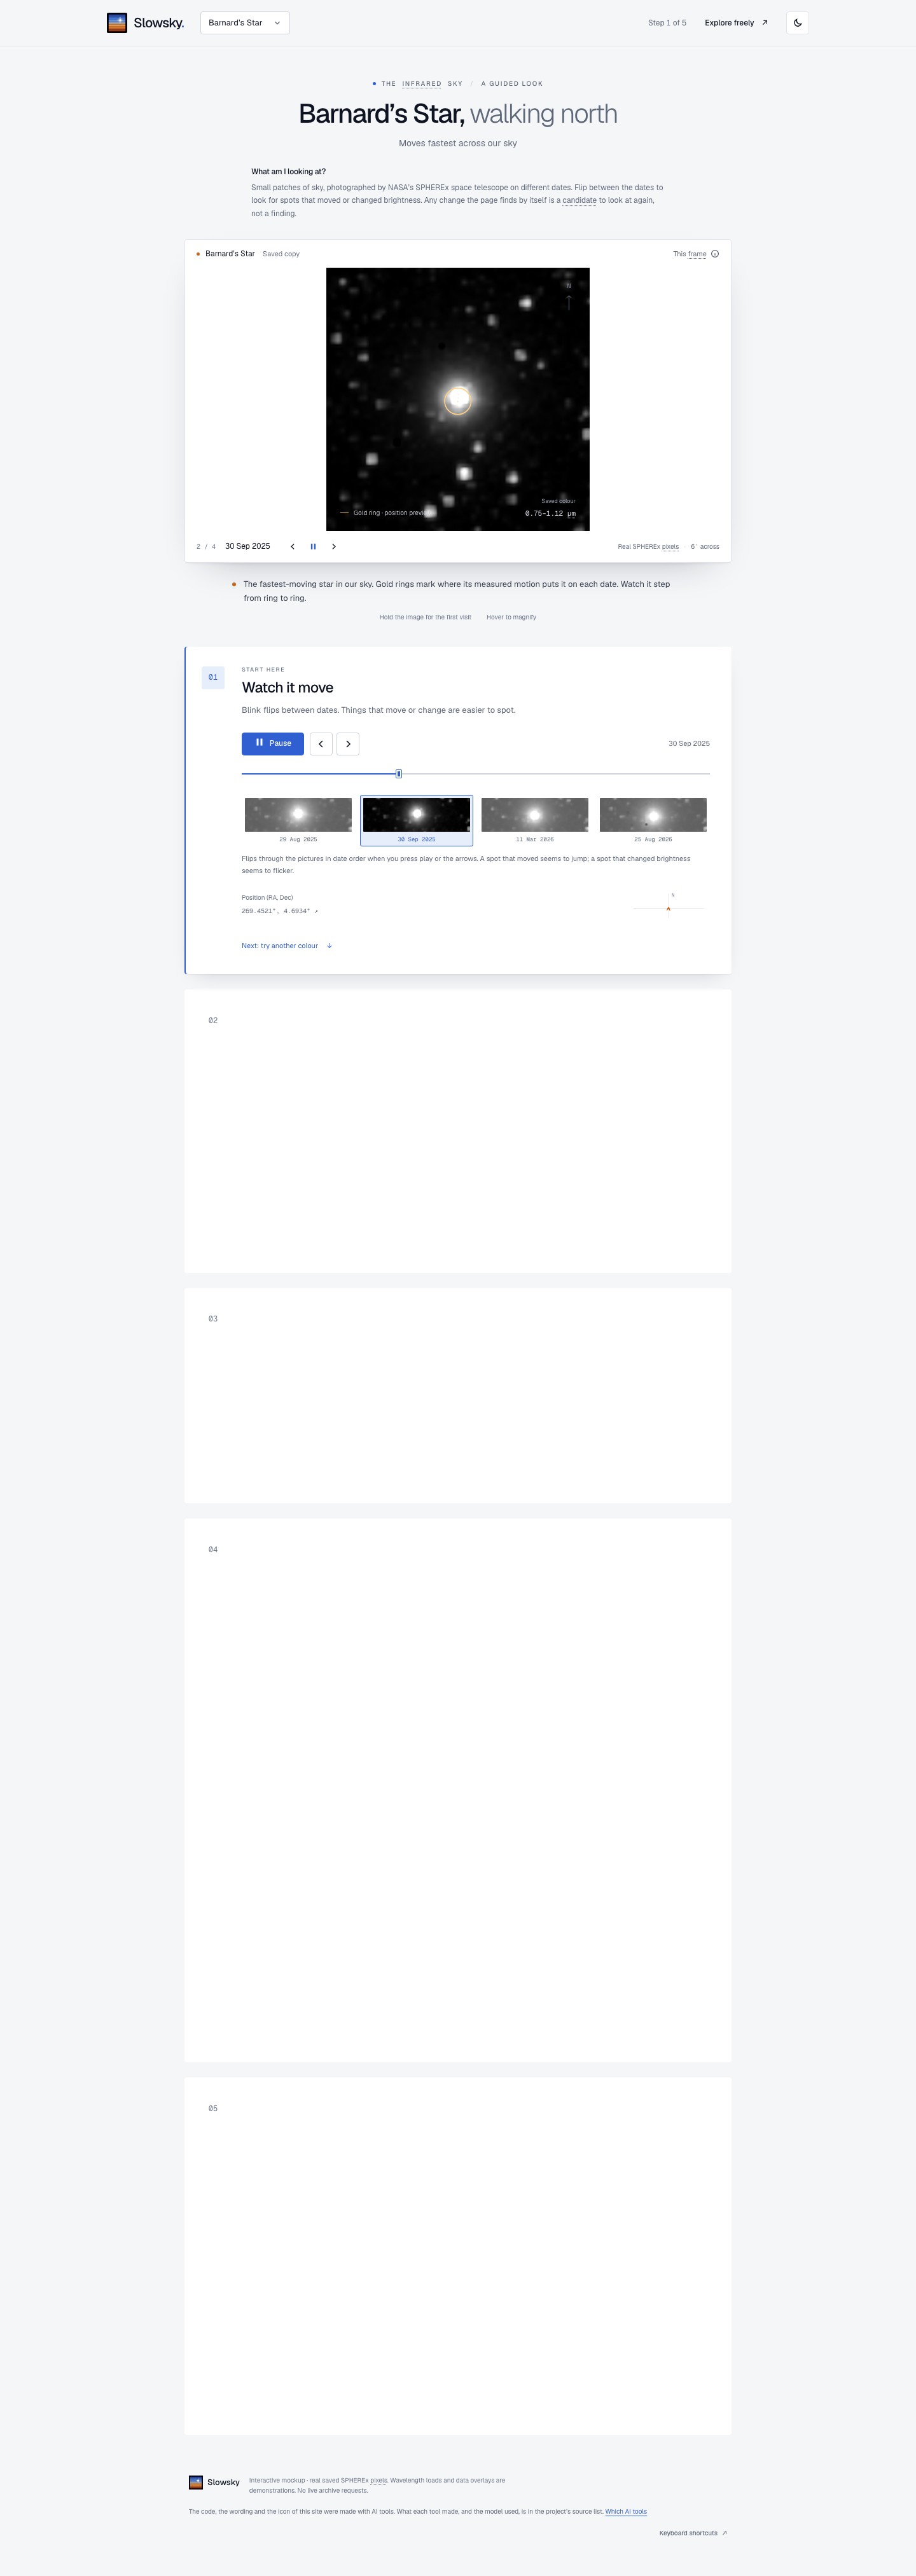 Slowsky.
Barnard's Star
Step 1 of 5
Explore freely ↗
THE INFRARED SKY / A GUIDED LOOK
Barnard’s Star, walking north
Moves fastest across our sky
What am I looking at?
Small patches of sky, photographed by NASA's SPHEREx space telescope on different dates. Flip between the dates to
look for spots that moved or changed brightness. Any change the page finds by itself is a candidate to look at again,
not a finding.
Barnard's Star
Saved copy
This frame
N
Saved colour
Gold ring · position
0.75–1.12 µm
2 / 4
30 Sep 2025
Real SPHEREx pixels
6′ across
The fastest-moving star in our sky. Gold rings mark where its measured motion puts it on each date. Watch it step
from ring to ring.
Hold the image for the first visit
Hover to magnify
01
START HERE
Watch it move
Blink flips between dates. Things that move or change are easier to spot.
Pause
30 Sep 2025
29 Aug 2025
30 Sep 2025
11 Mar 2026
25 Aug 2026
Flips through the pictures in date order when you press play or the arrows. A spot that moved seems to jump; a spot that changed brightness
seems to flicker.
Position (RA, Dec)
269.4521°, 4.6934° ↗
N
Next: try another colour ↓
02
03
04
05
Slowsky
Interactive mockup · real saved SPHEREx pixels. Wavelength loads and data overlays are
demonstrations. No live archive requests.
The code, the wording and the icon of this site were made with AI tools. What each tool made, and the model used, is in the project's source list. Which AI tools
Keyboard shortcuts ↗